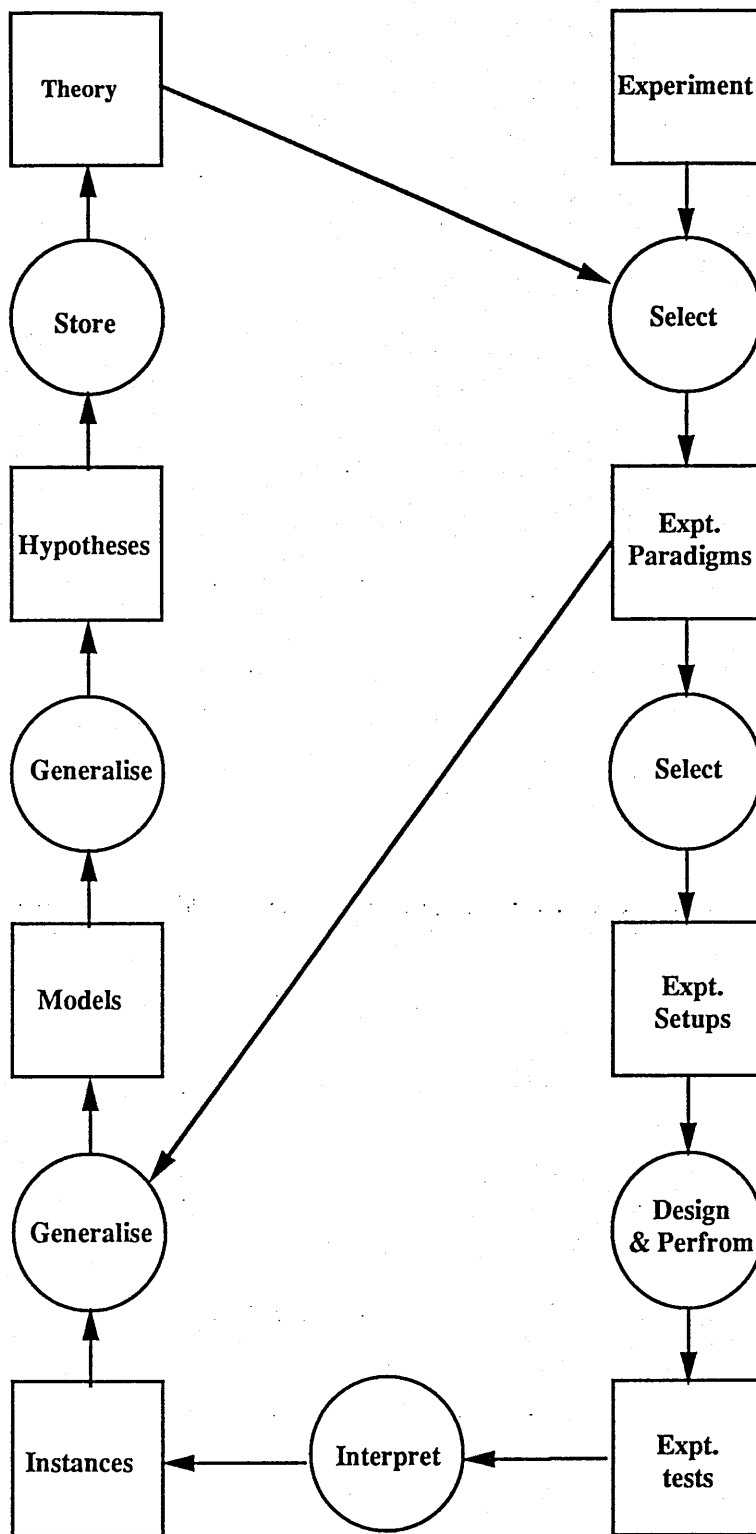 Theory
Experiment
Store
Select
Hypotheses
Expt.
Paradigms
Generalise
Select
Models
Expt.
Setups
Generalise
Design
& Perfrom
Instances
Interpret
Expt.
tests